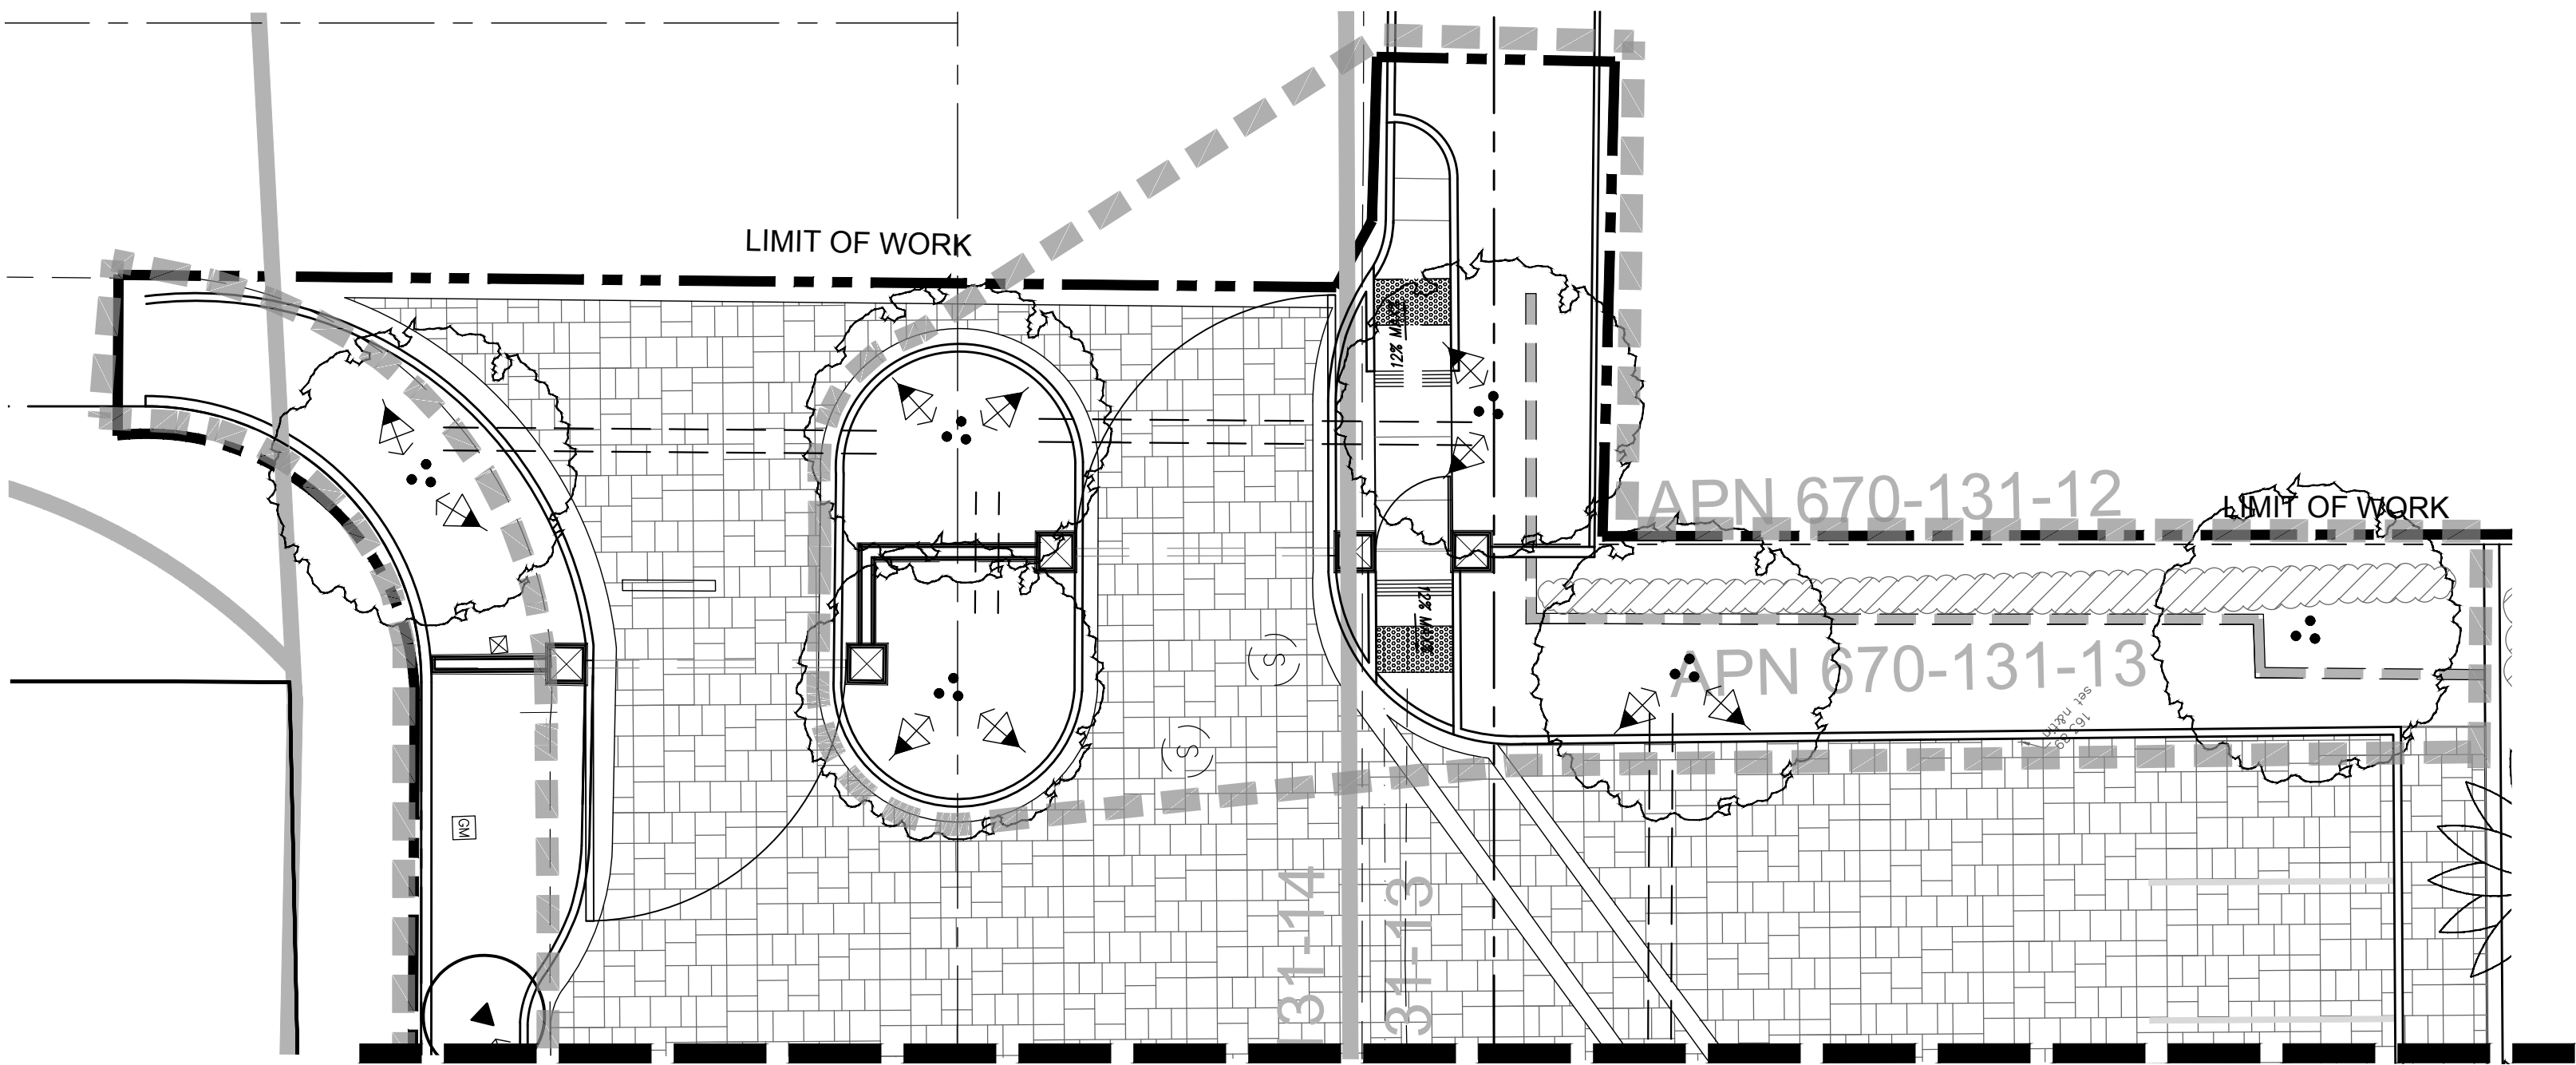 LIMIT OF WORK
12% MAX
APN 670-131-12
LIMIT OF WORK
12% MAX
APN 670-131-13
(S)
(S)
GM
31-14
31-13